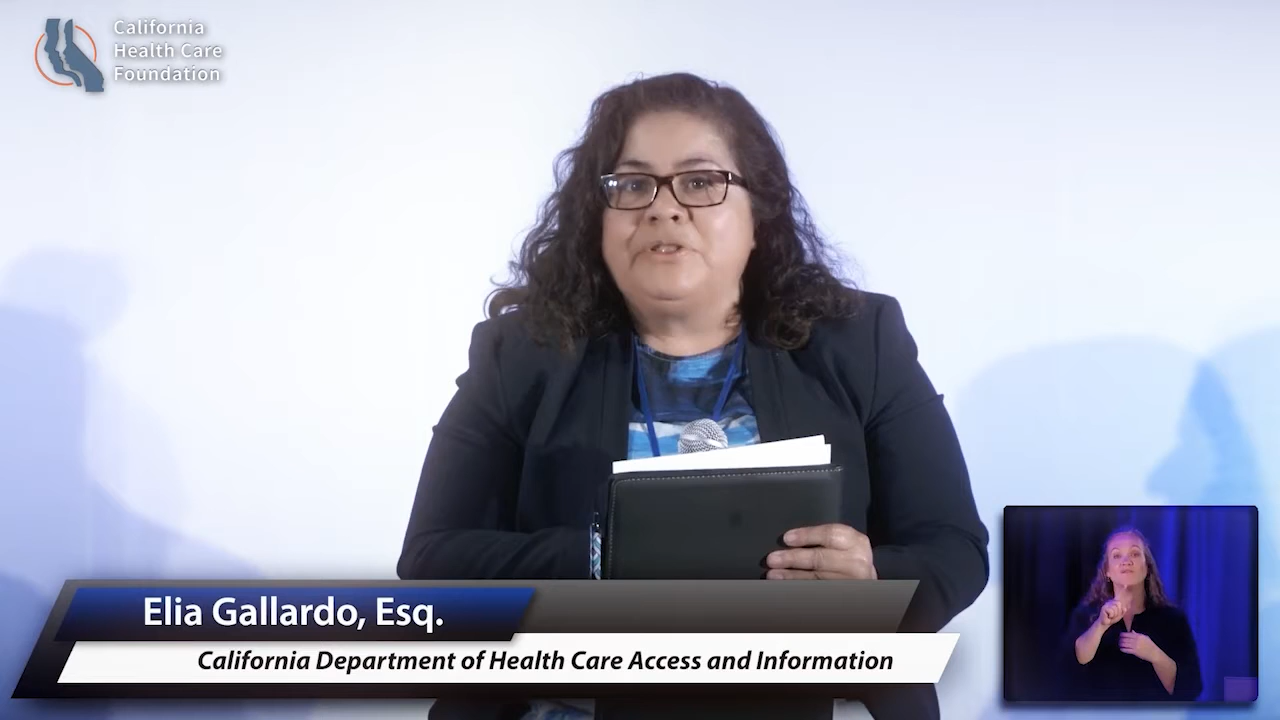 California
Health Care
Foundation
Elia Gallardo, Esq.
California Department of Health Care Access and Information